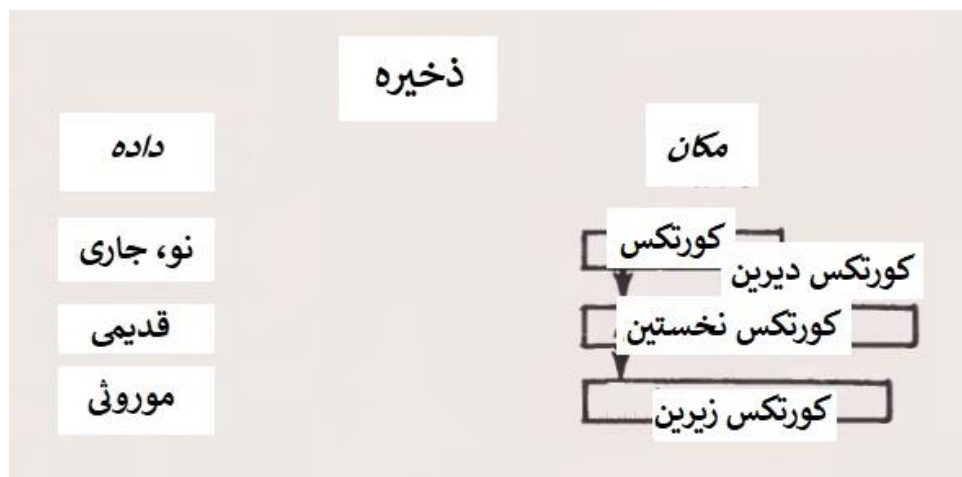 ذخیره
مکان
داده
کورتکس
نو، جاری
کورتکس دیرین
کورتکس نخستین
قدیمی
کورتکس زیرین
موروثی